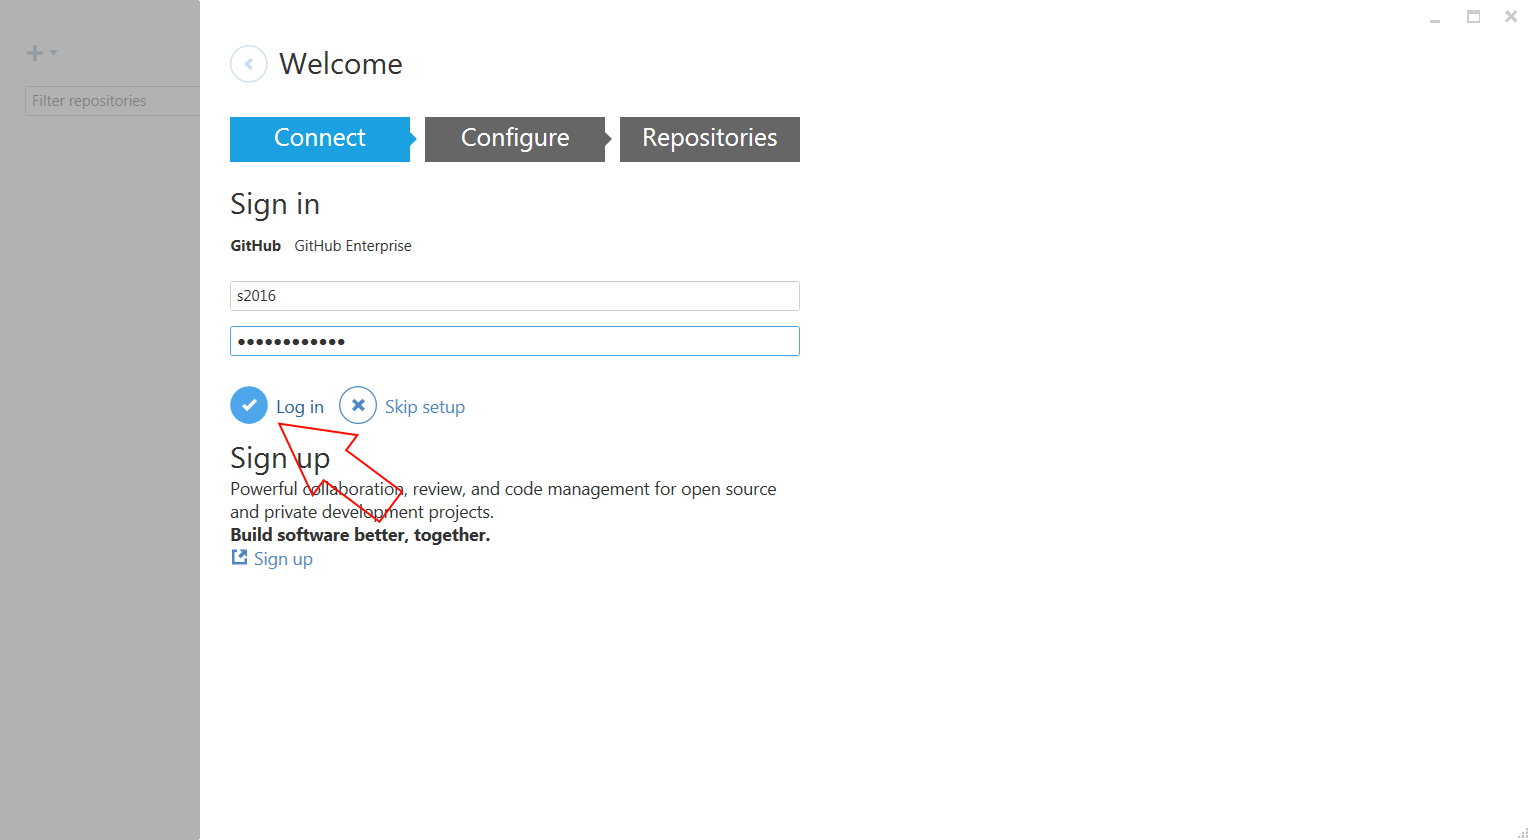 Filter repositories
Welcome
Connect Configure Repositories
Sign in
GitHub GitHub Enterprise
s2016
●●●●●●●●●●●●
Log in Skip setup
Sign up
Powerful collaboration, review, and code management for open source
and private development projects.
Build software better, together.
Sign up